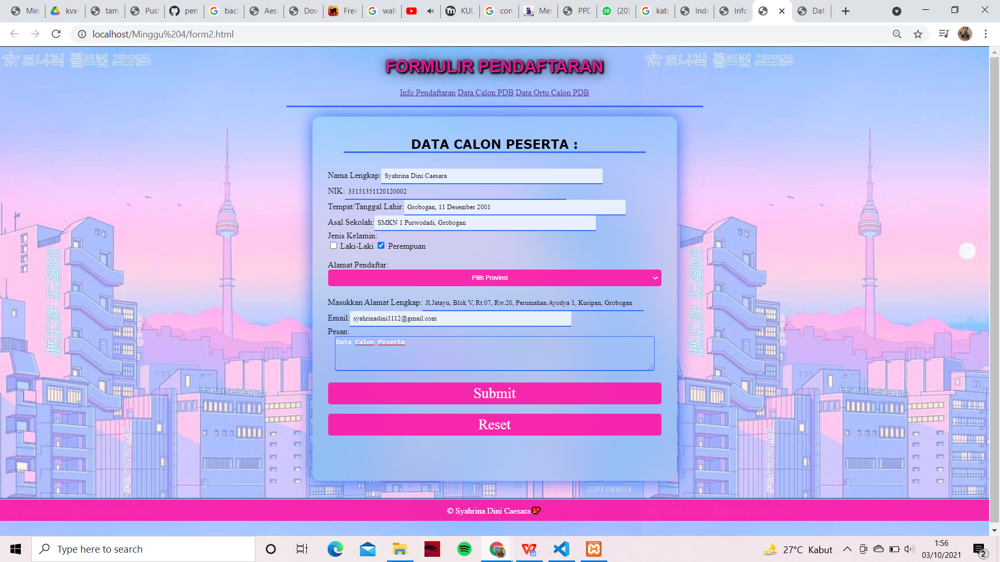 Min
kvx-
tam
Pusl
pem
bacl
Aest
Dov
Free
wall
KUL
con
Mer
PPD
(20)
kab
Inde
Info
Dat
localhost/Minggu%204/form2.html
FORMULIR PENDAFTARAN
Info Pendaftaran Data Calon PDB Data Ortu Calon PDB
DATA CALON PESERTA :
Nama Lengkap: Syahrina Dini Caesara
NIK: 33151351120120002
Tempat/Tanggal Lahir: Grobogan, 11 Desember 2001
Asal Sekolah: SMKN 1 Purwodadi, Grobogan
Jenis Kelamin:
Laki-Laki Perempuan
Alamat Pendaftar:
Pilih Provinsi
Masukkan Alamat Lengkap: Jl.Jatayu, Blok V, Rt.07, Rw.20, Perumahan Ayodya 1, Kuripan, Grobogan
Email: syahrinadini1112@gmail.com
Pesan:
Data Calon Peserta
Submit
Reset
© Syahrina Dini Caesara💖
Type here to search
27°C Kabut
1:56
03/10/2021
2